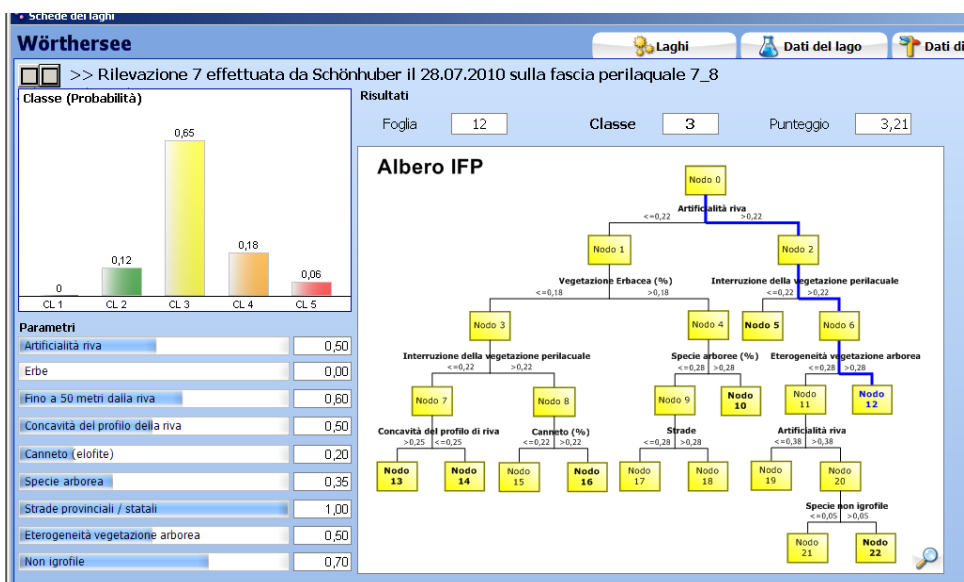 Schede dei laghi
Wörthersee
Laghi
Dati del lago
Dati di
>> Rilevazione 7 effettuata da Schönhuber il 28.07.2010 sulla fascia perilaquale 7_8
Classe (Probabilità)
0,65
0,18
0,12
0,06
0
CL 1 CL 2 CL 3 CL 4 CL 5
Parametri
Artificialità riva 0,50
Erbe 0,00
Fino a 50 metri dalla riva 0,60
Concavità del profilo della riva 0,50
Canneto (elofite) 0,20
Specie arborea 0,35
Strade provinciali / statali 1,00
Eterogeneità vegetazione arborea 0,50
Non igrofile 0,70
Risultati
Foglia 12 Classe 3 Punteggio 3,21
Albero IFP
Nodo 0
Artificialità riva
<=0,22 >0,22
Nodo 1 Nodo 2
Vegetazione Erbacea (%) Interruzione della vegetazione perilacuale
<=0,18 >0,18 <=0,22 >0,22
Nodo 3 Nodo 4 Nodo 5 Nodo 6
Interruzione della vegetazione perilacuale Specie arboree (%) Eterogeneità vegetazione arborea
<=0,22 >0,22 <=0,28 >0,28 <=0,28 >0,28
Nodo 7 Nodo 8 Nodo 9 Nodo 10 Nodo 11 Nodo 12
Concavità del profilo di riva Canneto (%) Strade Artificialità riva
>0,25 <=0,25 <=0,22 >0,22 <=0,28 >0,28 <=0,38 >0,38
Nodo 13 Nodo 14 Nodo 15 Nodo 16 Nodo 17 Nodo 18 Nodo 19 Nodo 20
Specie non igrofile
<=0,05 >0,05
Nodo 21 Nodo 22